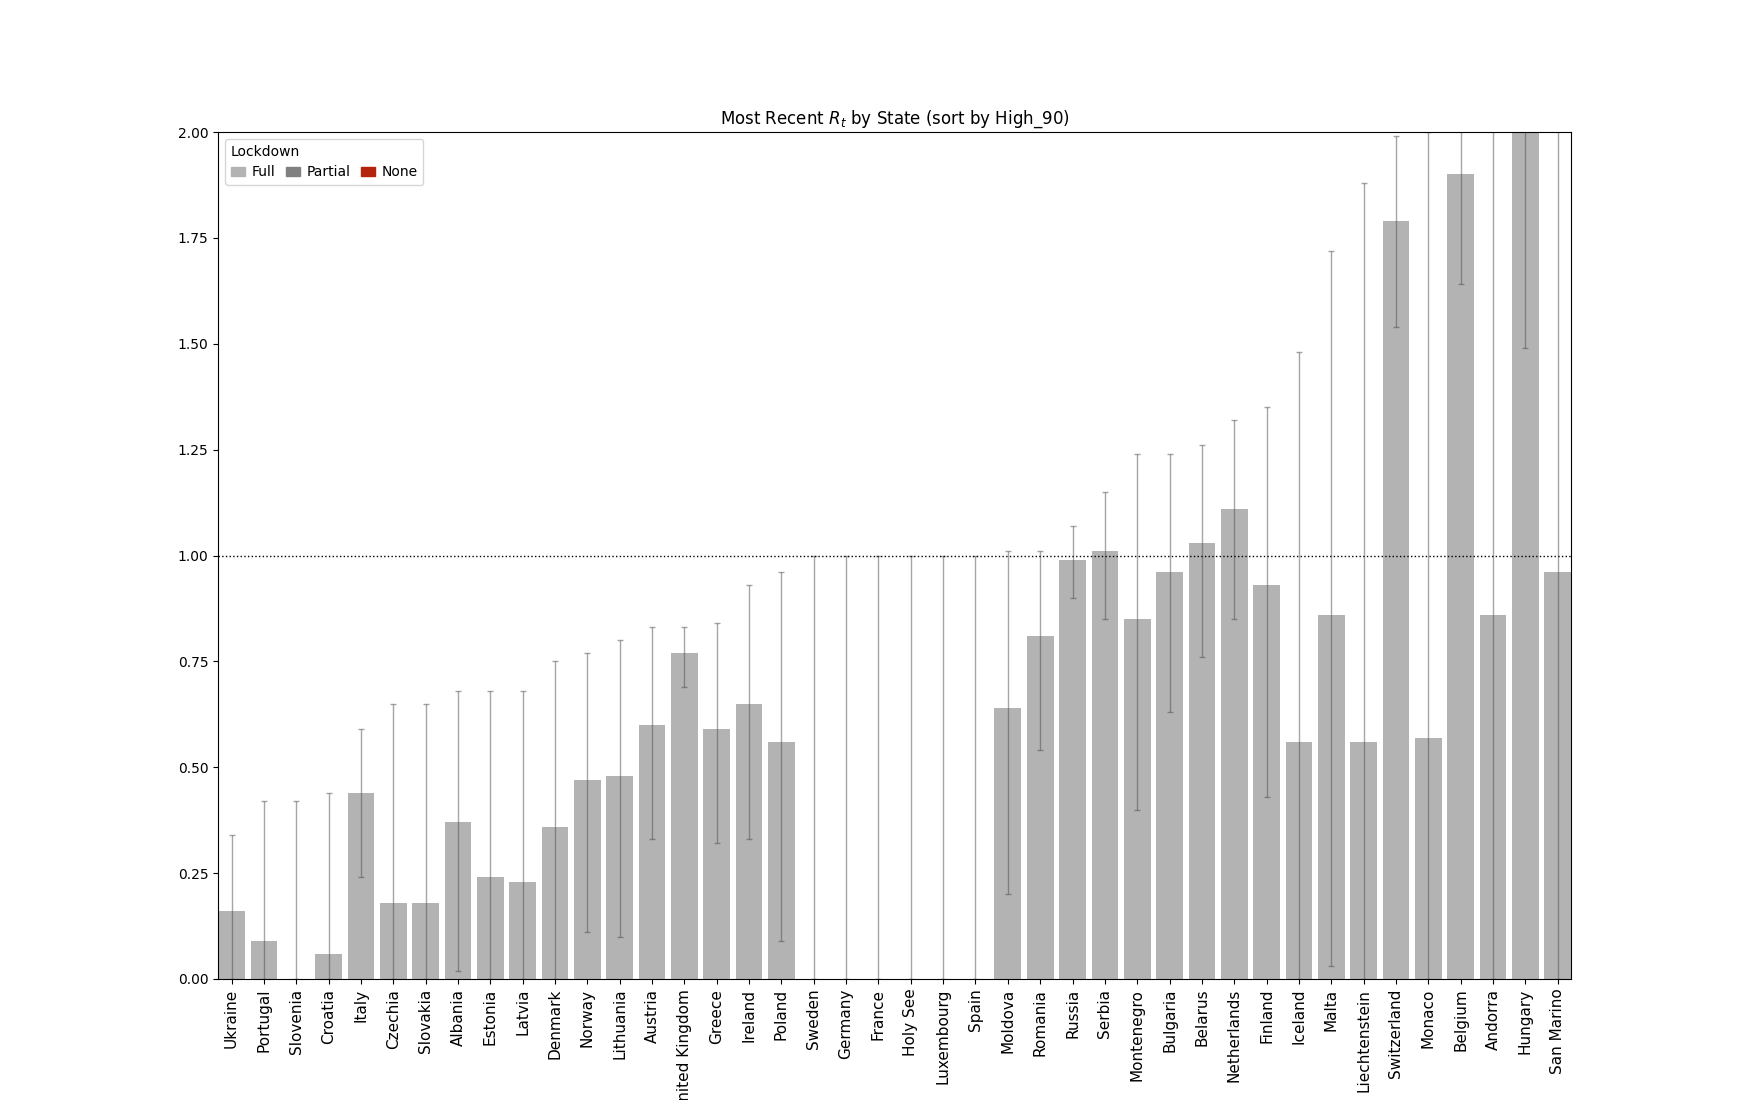 Most Recent R_t by State (sort by High_90)
Lockdown
Full Partial None
2.00
1.75
1.50
1.25
1.00
0.75
0.50
0.25
0.00
Ukraine
Portugal
Slovenia
Croatia
Italy
Czechia
Slovakia
Albania
Estonia
Latvia
Denmark
Norway
Lithuania
Austria
nited Kingdom
Greece
Ireland
Poland
Sweden
Germany
France
Holy See
Luxembourg
Spain
Moldova
Romania
Russia
Serbia
Montenegro
Bulgaria
Belarus
Netherlands
Finland
Iceland
Malta
Liechtenstein
Switzerland
Monaco
Belgium
Andorra
Hungary
San Marino